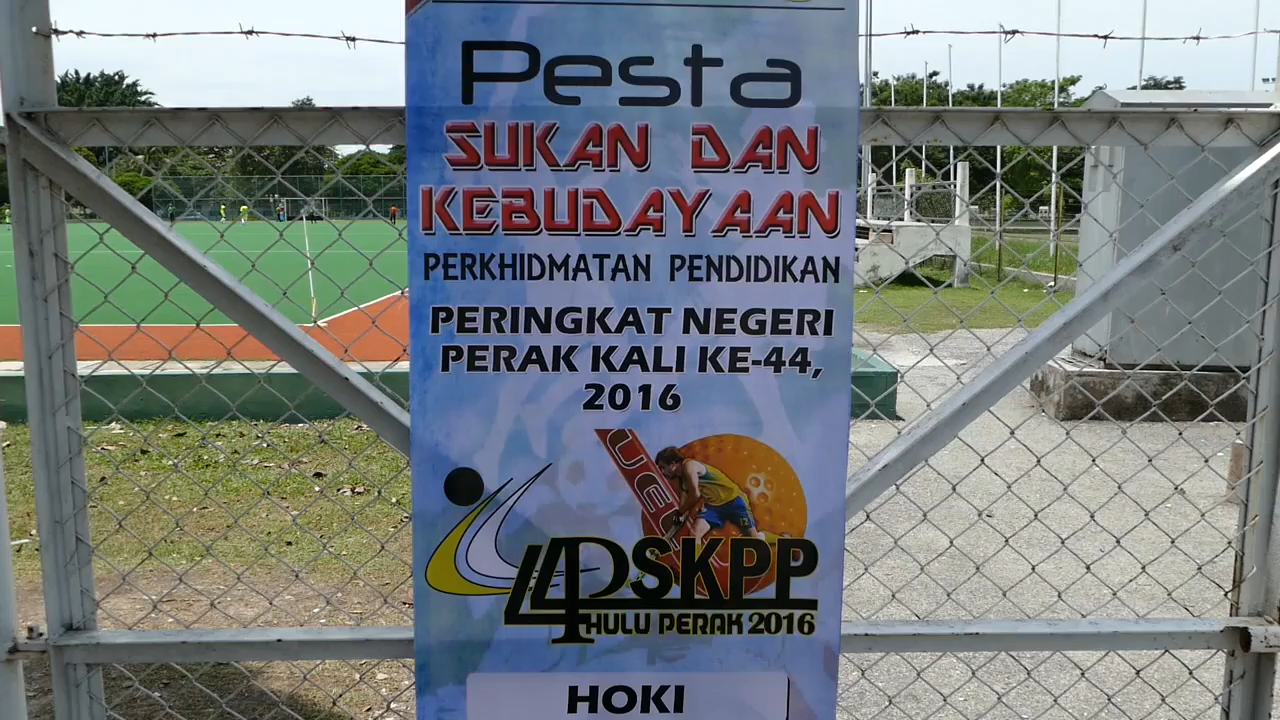 Pesta
SUKAN DAN
KEBUDAYAAN
PERKHIDMATAN PENDIDIKAN
PERINGKAT NEGERI
PERAK KALI KE-44,
2016
44PSKPP
HULU PERAK 2016
HOKI